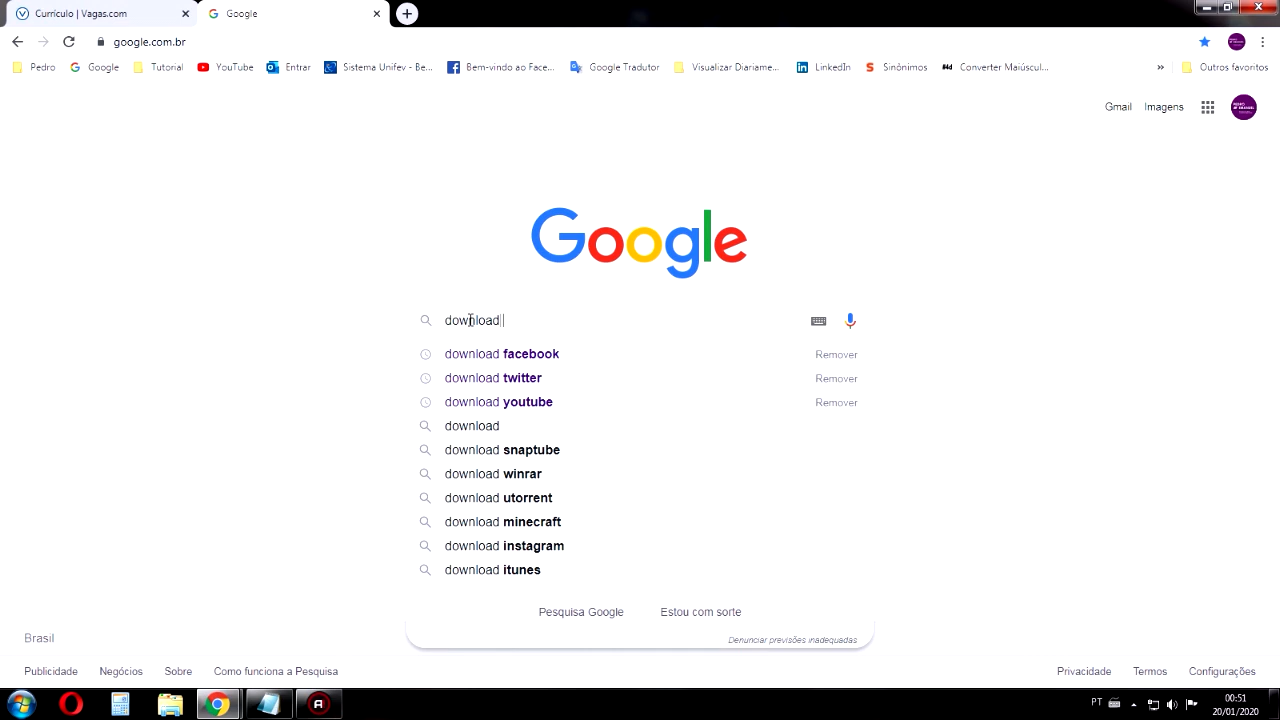 Currículo | Vagas.com
Google
google.com.br
Pedro Google Tutorial YouTube Entrar Sistema Unifev - Be... Bem-vindo ao Face... Google Tradutor Visualizar Diariame... LinkedIn Sinônimos Converter Maiúscul... » Outros favoritos
Gmail Imagens
Google
download
download facebook Remover
download twitter Remover
download youtube Remover
download
download snaptube
download winrar
download utorrent
download minecraft
download instagram
download itunes
Pesquisa Google Estou com sorte
Denunciar previsões inadequadas
Brasil
Publicidade Negócios Sobre Como funciona a Pesquisa Privacidade Termos Configurações
PT 00:51
20/01/2020